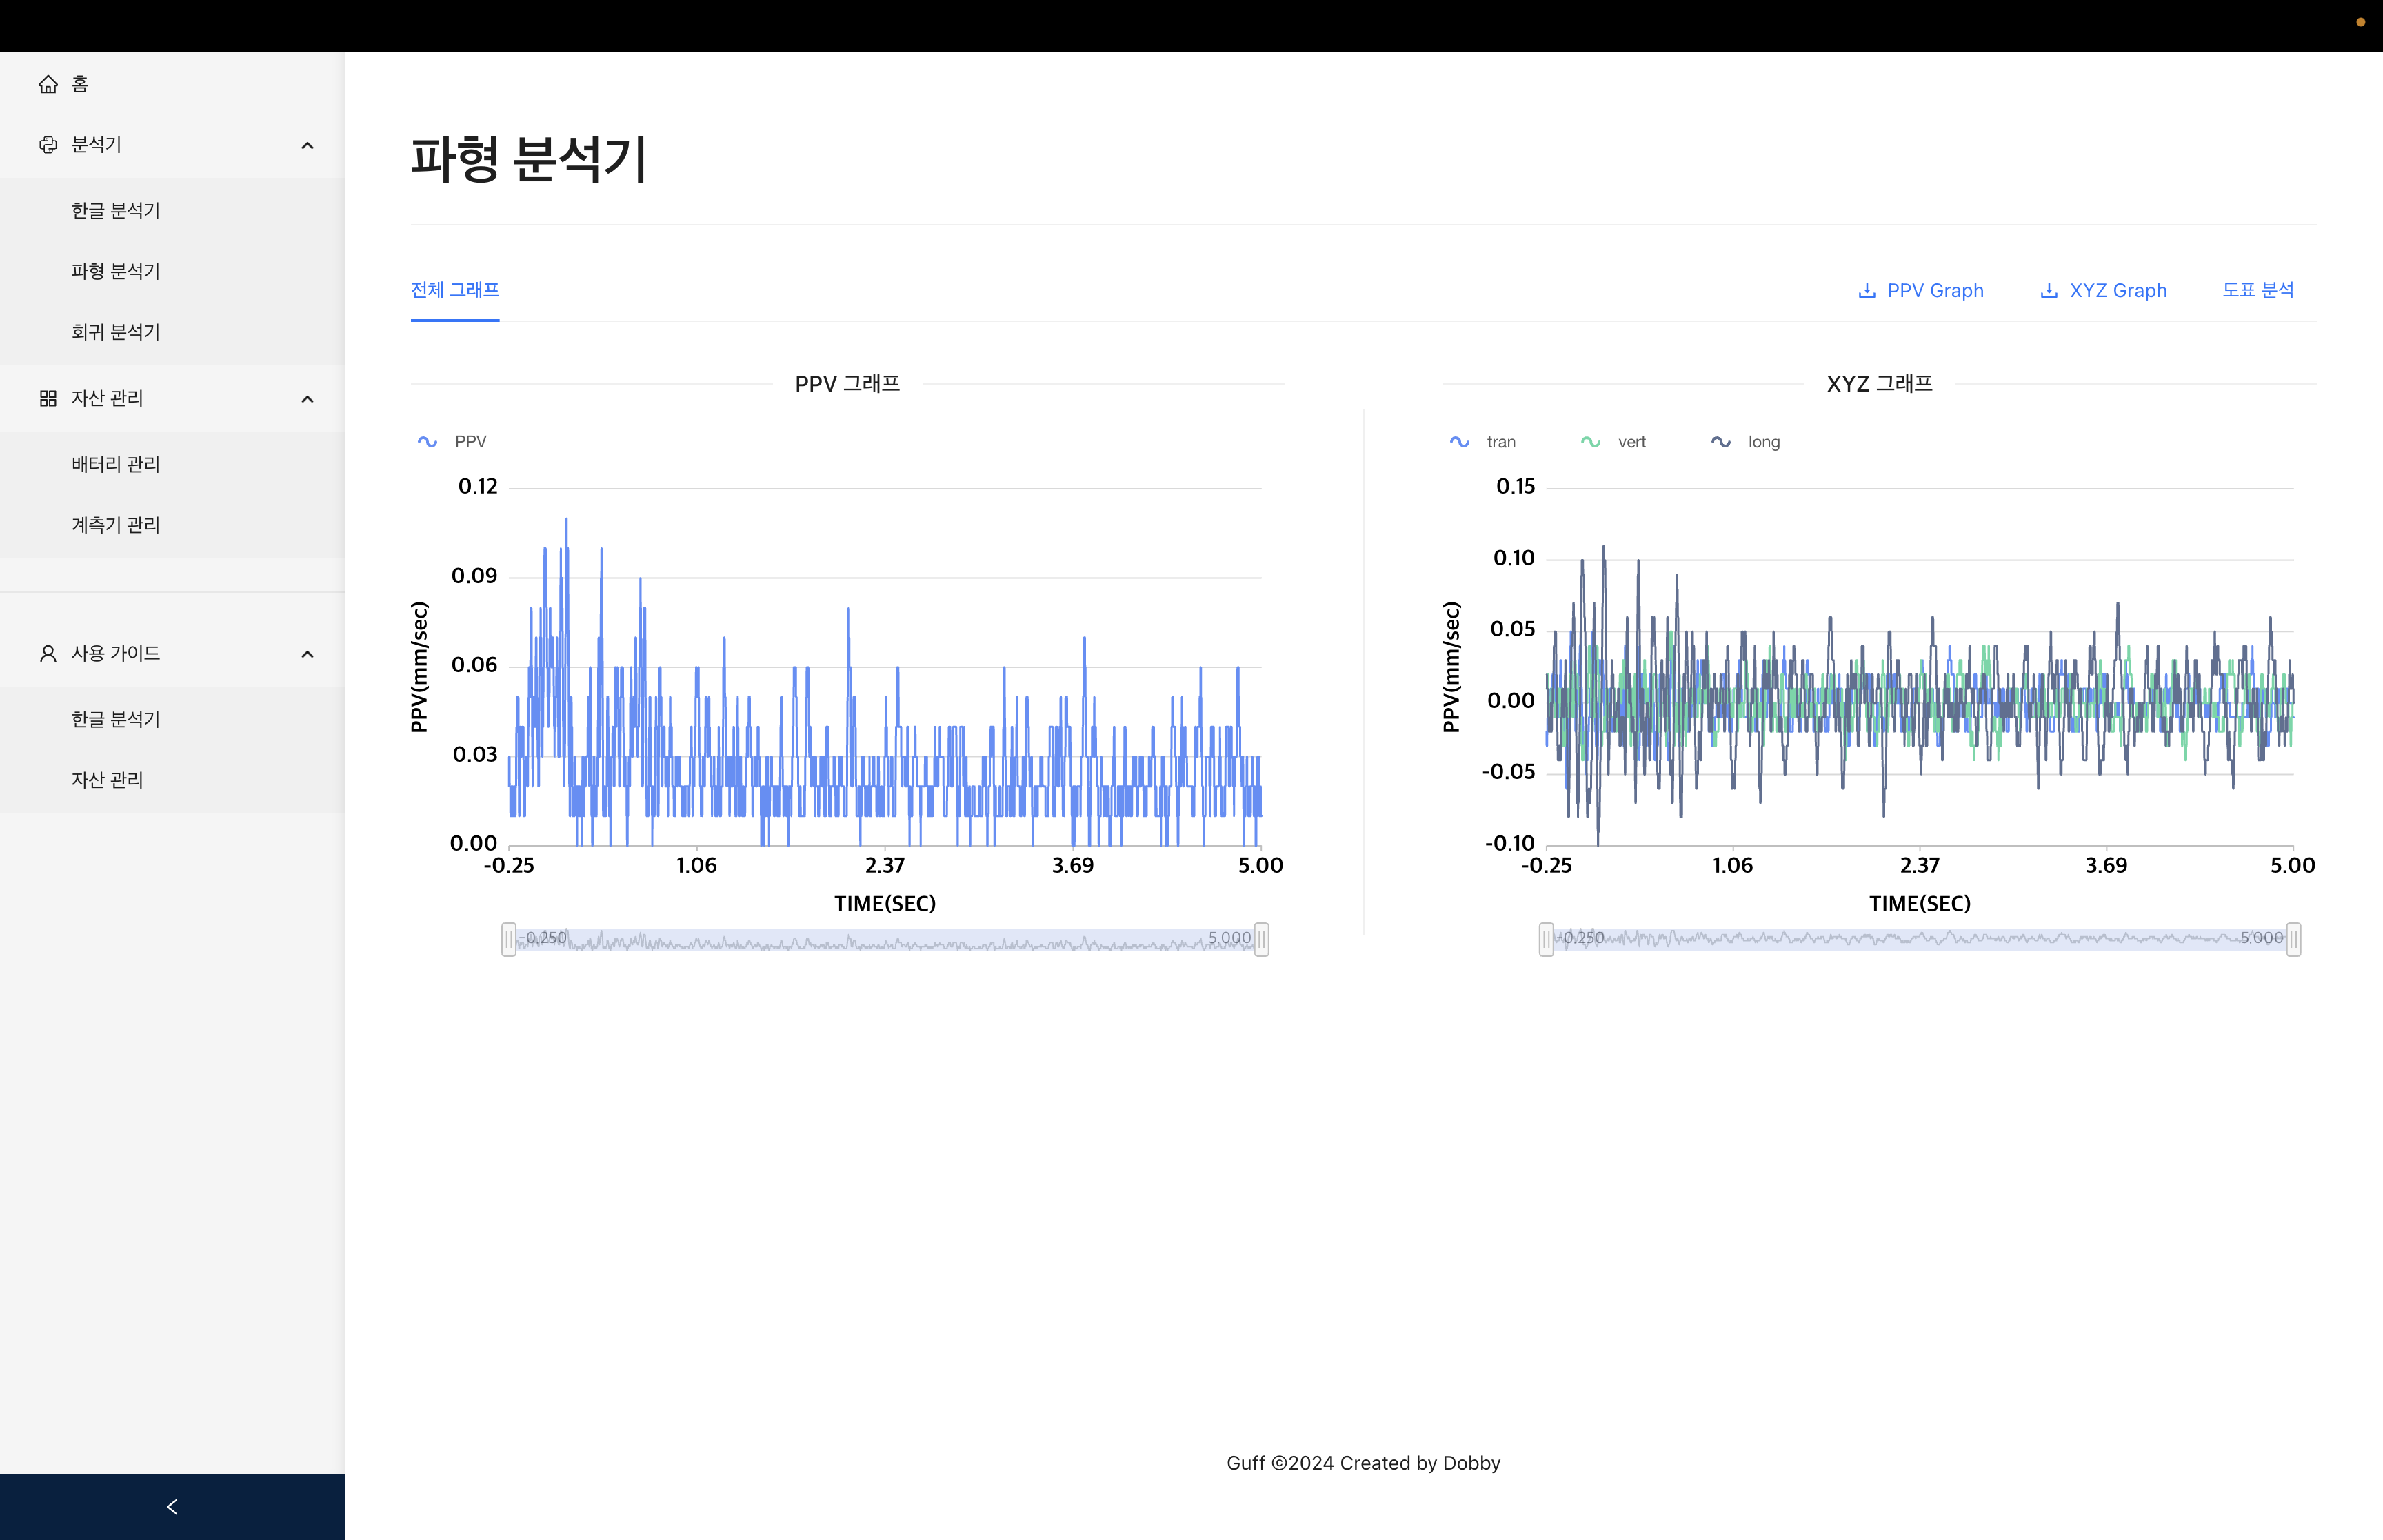 홈
분석기
한글 분석기
파형 분석기
회귀 분석기
자산 관리
배터리 관리
계측기 관리
사용 가이드
한글 분석기
자산 관리
파형 분석기
전체 그래프
PPV Graph
XYZ Graph
도표 분석
PPV 그래프
PPV
0.12
0.09
0.06
0.03
0.00
PPV(mm/sec)
-0.25 1.06 2.37 3.69 5.00
TIME(SEC)
-0.250 5.000
XYZ 그래프
tran vert long
0.15
0.10
0.05
0.00
-0.05
-0.10
PPV(mm/sec)
-0.25 1.06 2.37 3.69 5.00
TIME(SEC)
-0.250 5.000
Guff ©2024 Created by Dobby